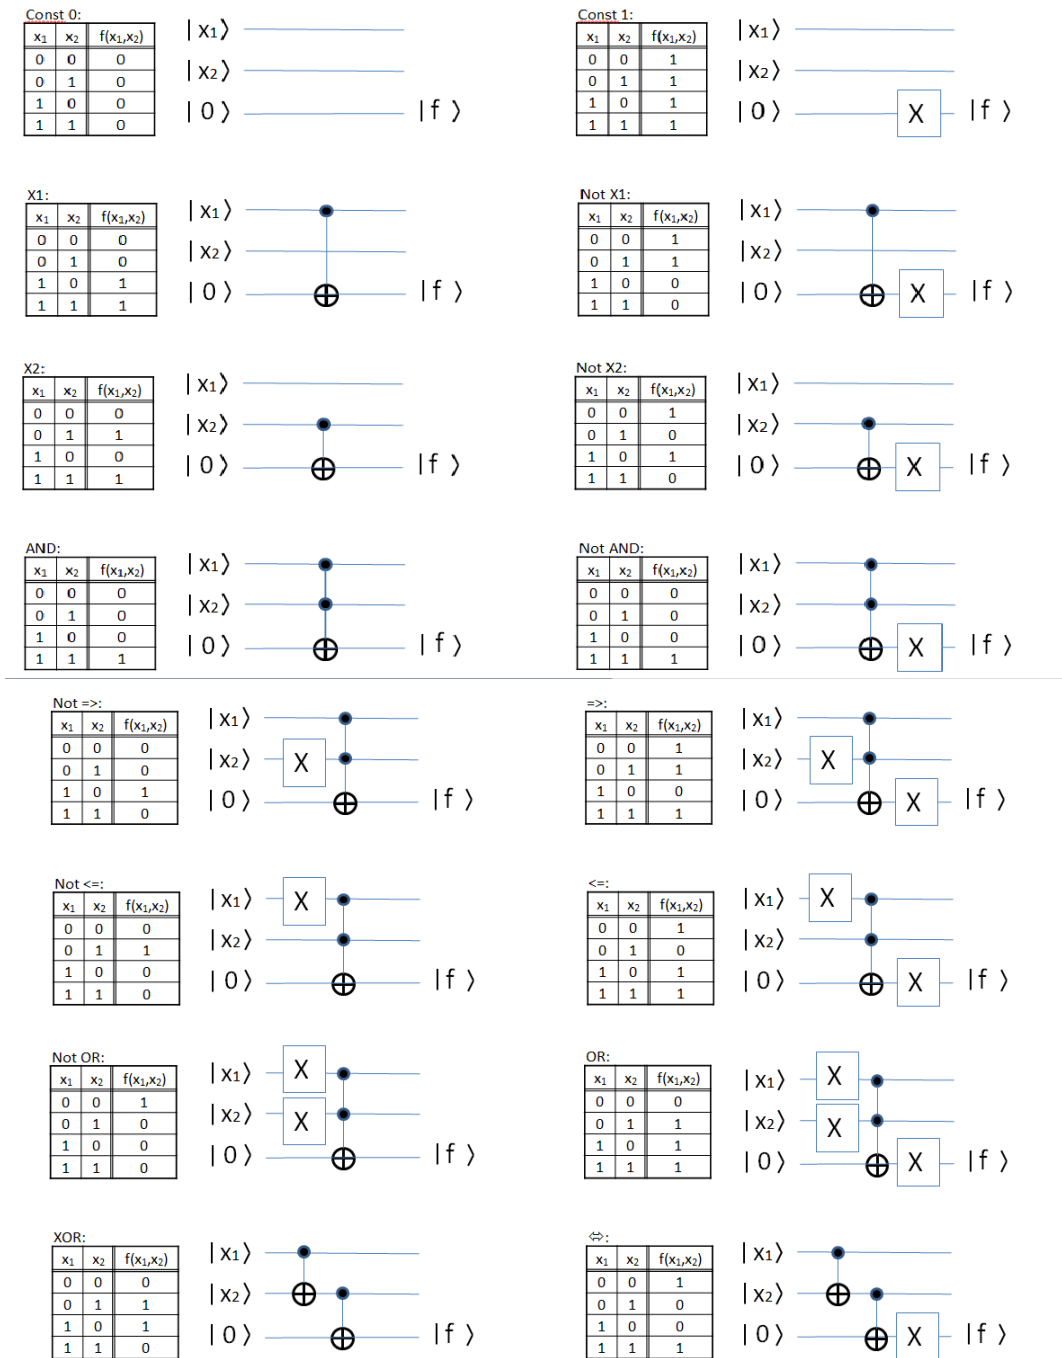 Const 0:
x₁ x₂ f(x₁,x₂)
0 0 0
0 1 0
1 0 0
1 1 0
| X1⟩
| X2⟩
| 0 ⟩ | f ⟩
Const 1:
x₁ x₂ f(x₁,x₂)
0 0 1
0 1 1
1 0 1
1 1 1
| X1⟩
| X2⟩
| 0 ⟩ X | f ⟩
X1:
x₁ x₂ f(x₁,x₂)
0 0 0
0 1 0
1 0 1
1 1 1
| X1⟩
| X2⟩
| 0 ⟩ | f ⟩
Not X1:
x₁ x₂ f(x₁,x₂)
0 0 1
0 1 1
1 0 0
1 1 0
| X1⟩
| X2⟩
| 0 ⟩ X | f ⟩
X2:
x₁ x₂ f(x₁,x₂)
0 0 0
0 1 1
1 0 0
1 1 1
| X1⟩
| X2⟩
| 0 ⟩ | f ⟩
Not X2:
x₁ x₂ f(x₁,x₂)
0 0 1
0 1 0
1 0 1
1 1 0
| X1⟩
| X2⟩
| 0 ⟩ X | f ⟩
AND:
x₁ x₂ f(x₁,x₂)
0 0 0
0 1 0
1 0 0
1 1 1
| X1⟩
| X2⟩
| 0 ⟩ | f ⟩
Not AND:
x₁ x₂ f(x₁,x₂)
0 0 0
0 1 0
1 0 0
1 1 1
| X1⟩
| X2⟩
| 0 ⟩ X | f ⟩
Not =>:
x₁ x₂ f(x₁,x₂)
0 0 0
0 1 0
1 0 1
1 1 0
| X1⟩
| X2⟩ X
| 0 ⟩ | f ⟩
=>:
x₁ x₂ f(x₁,x₂)
0 0 1
0 1 1
1 0 0
1 1 1
| X1⟩
| X2⟩ X
| 0 ⟩ X | f ⟩
Not <=:
x₁ x₂ f(x₁,x₂)
0 0 0
0 1 1
1 0 0
1 1 0
| X1⟩ X
| X2⟩
| 0 ⟩ | f ⟩
<=:
x₁ x₂ f(x₁,x₂)
0 0 1
0 1 0
1 0 1
1 1 1
| X1⟩ X
| X2⟩
| 0 ⟩ X | f ⟩
Not OR:
x₁ x₂ f(x₁,x₂)
0 0 1
0 1 0
1 0 0
1 1 0
| X1⟩ X
| X2⟩ X
| 0 ⟩ | f ⟩
OR:
x₁ x₂ f(x₁,x₂)
0 0 0
0 1 1
1 0 1
1 1 1
| X1⟩ X
| X2⟩ X
| 0 ⟩ X | f ⟩
XOR:
x₁ x₂ f(x₁,x₂)
0 0 0
0 1 1
1 0 1
1 1 0
| X1⟩
| X2⟩
| 0 ⟩ | f ⟩
⇔:
x₁ x₂ f(x₁,x₂)
0 0 1
0 1 0
1 0 0
1 1 1
| X1⟩
| X2⟩
| 0 ⟩ X | f ⟩